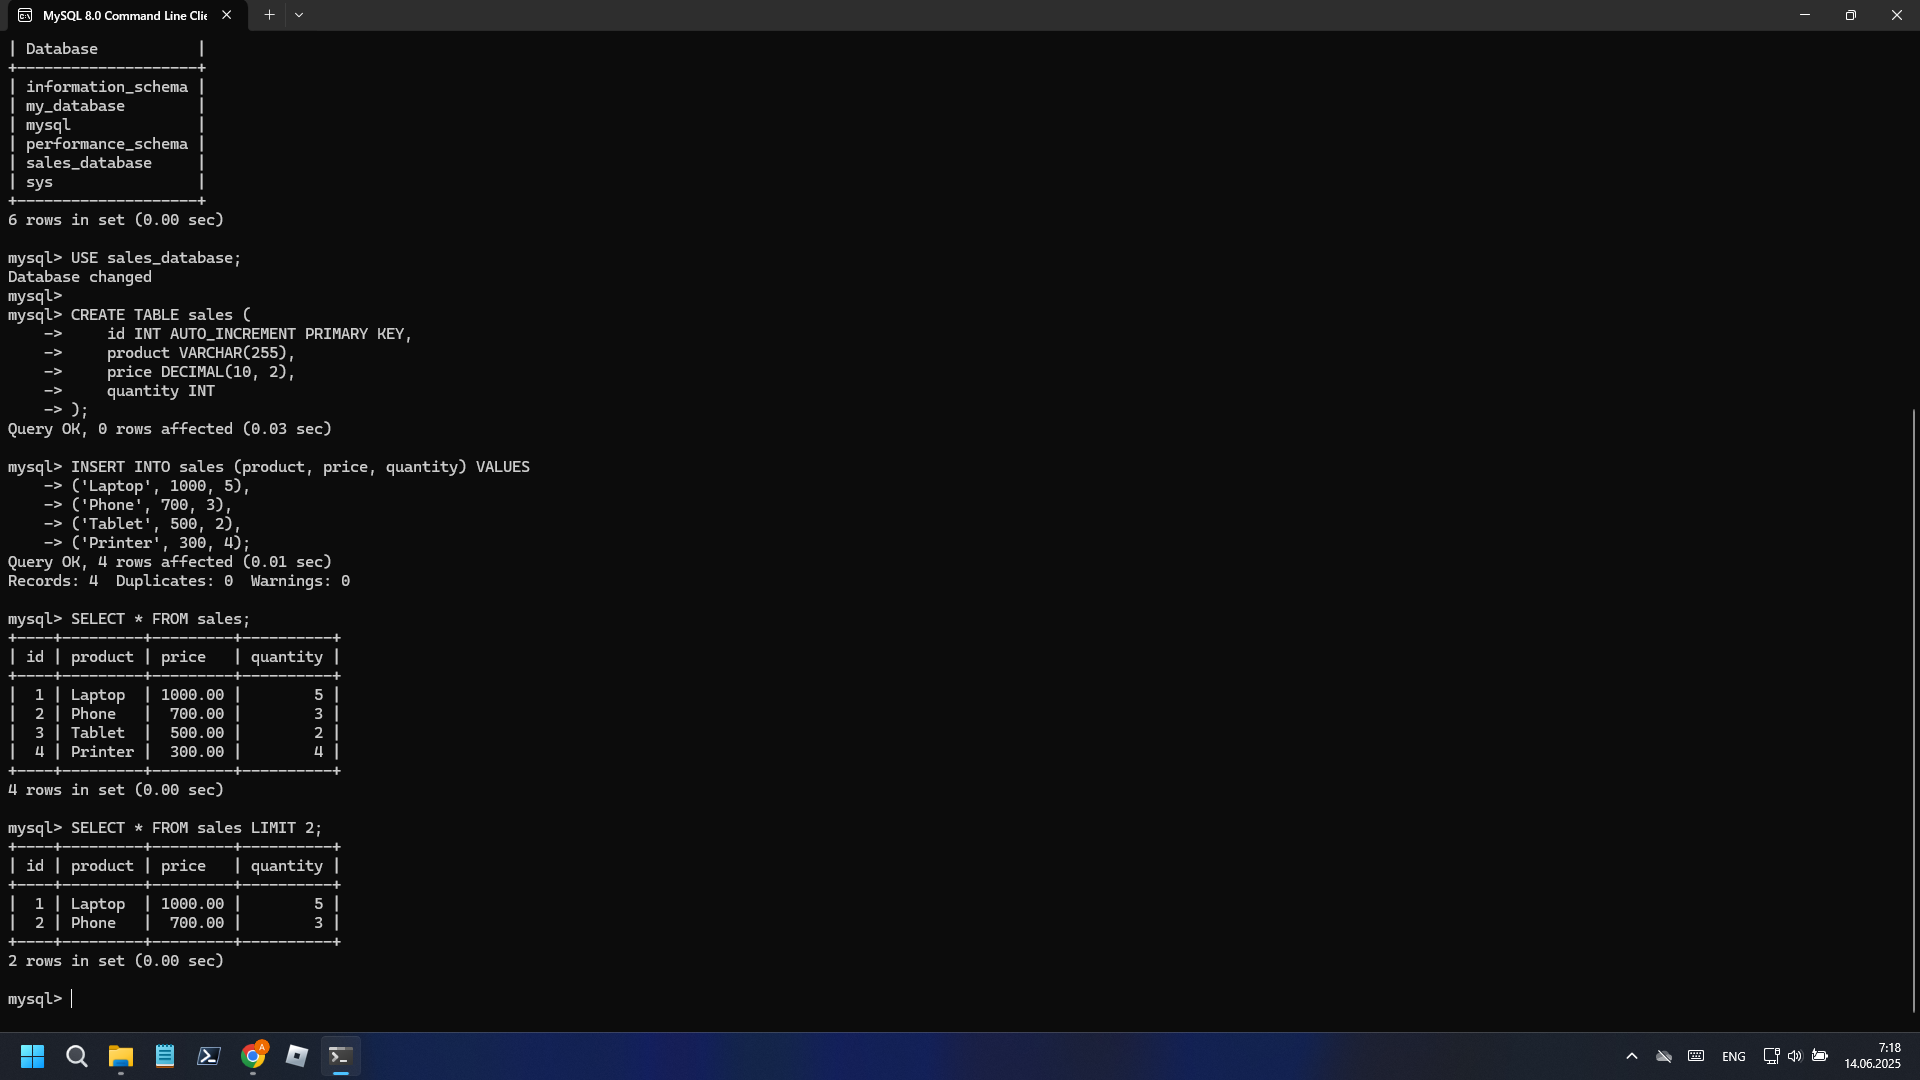 MySQL 8.0 Command Line Clie
| Database           |
+--------------------+
| information_schema |
| my_database        |
| mysql              |
| performance_schema |
| sales_database     |
| sys                |
+--------------------+
6 rows in set (0.00 sec)
mysql> USE sales_database;
Database changed
mysql>
mysql> CREATE TABLE sales (
    ->     id INT AUTO_INCREMENT PRIMARY KEY,
    ->     product VARCHAR(255),
    ->     price DECIMAL(10, 2),
    ->     quantity INT
    -> );
Query OK, 0 rows affected (0.03 sec)
mysql> INSERT INTO sales (product, price, quantity) VALUES
    -> ('Laptop', 1000, 5),
    -> ('Phone', 700, 3),
    -> ('Tablet', 500, 2),
    -> ('Printer', 300, 4);
Query OK, 4 rows affected (0.01 sec)
Records: 4  Duplicates: 0  Warnings: 0
mysql> SELECT * FROM sales;
+----+---------+---------+----------+
| id | product | price   | quantity |
+----+---------+---------+----------+
|  1 | Laptop  | 1000.00 |        5 |
|  2 | Phone   |  700.00 |        3 |
|  3 | Tablet  |  500.00 |        2 |
|  4 | Printer |  300.00 |        4 |
+----+---------+---------+----------+
4 rows in set (0.00 sec)
mysql> SELECT * FROM sales LIMIT 2;
+----+---------+---------+----------+
| id | product | price   | quantity |
+----+---------+---------+----------+
|  1 | Laptop  | 1000.00 |        5 |
|  2 | Phone   |  700.00 |        3 |
+----+---------+---------+----------+
2 rows in set (0.00 sec)
mysql>
A
ENG
7:18
14.06.2025